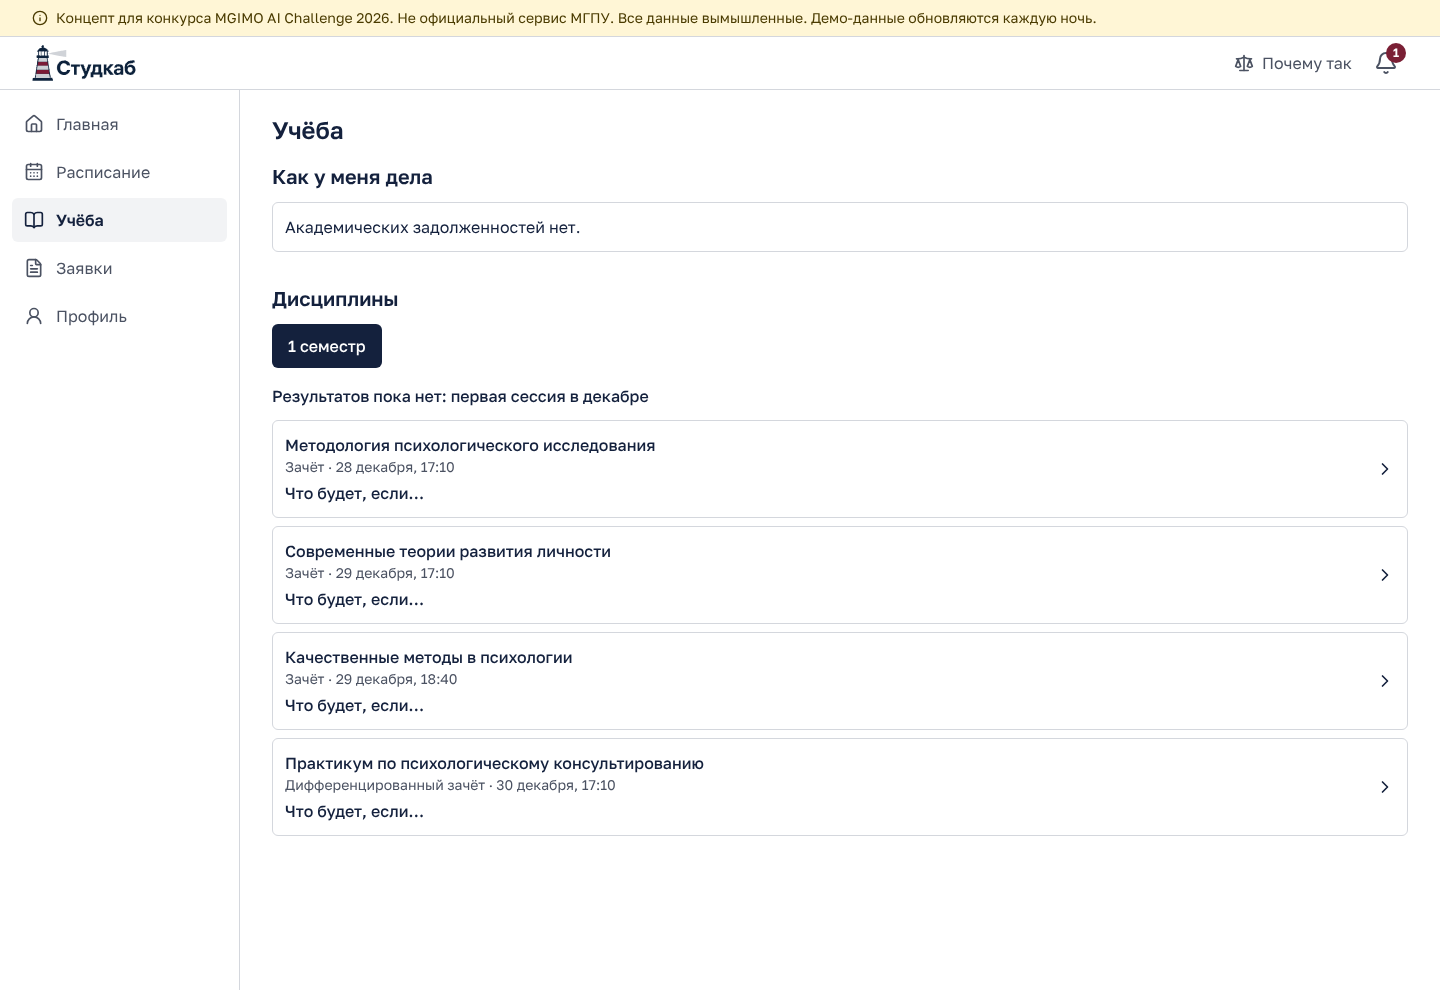 Концепт для конкурса MGIMO AI Challenge 2026. Не официальный сервис МГПУ. Все данные вымышленные. Демо-данные обновляются каждую ночь.
Студкаб
Почему так
1
Главная
Расписание
Учёба
Заявки
Профиль
Учёба
Как у меня дела
Академических задолженностей нет.
Дисциплины
1 семестр
Результатов пока нет: первая сессия в декабре
Методология психологического исследования
Зачёт · 28 декабря, 17:10
Что будет, если...
Современные теории развития личности
Зачёт · 29 декабря, 17:10
Что будет, если...
Качественные методы в психологии
Зачёт · 29 декабря, 18:40
Что будет, если...
Практикум по психологическому консультированию
Дифференцированный зачёт · 30 декабря, 17:10
Что будет, если...